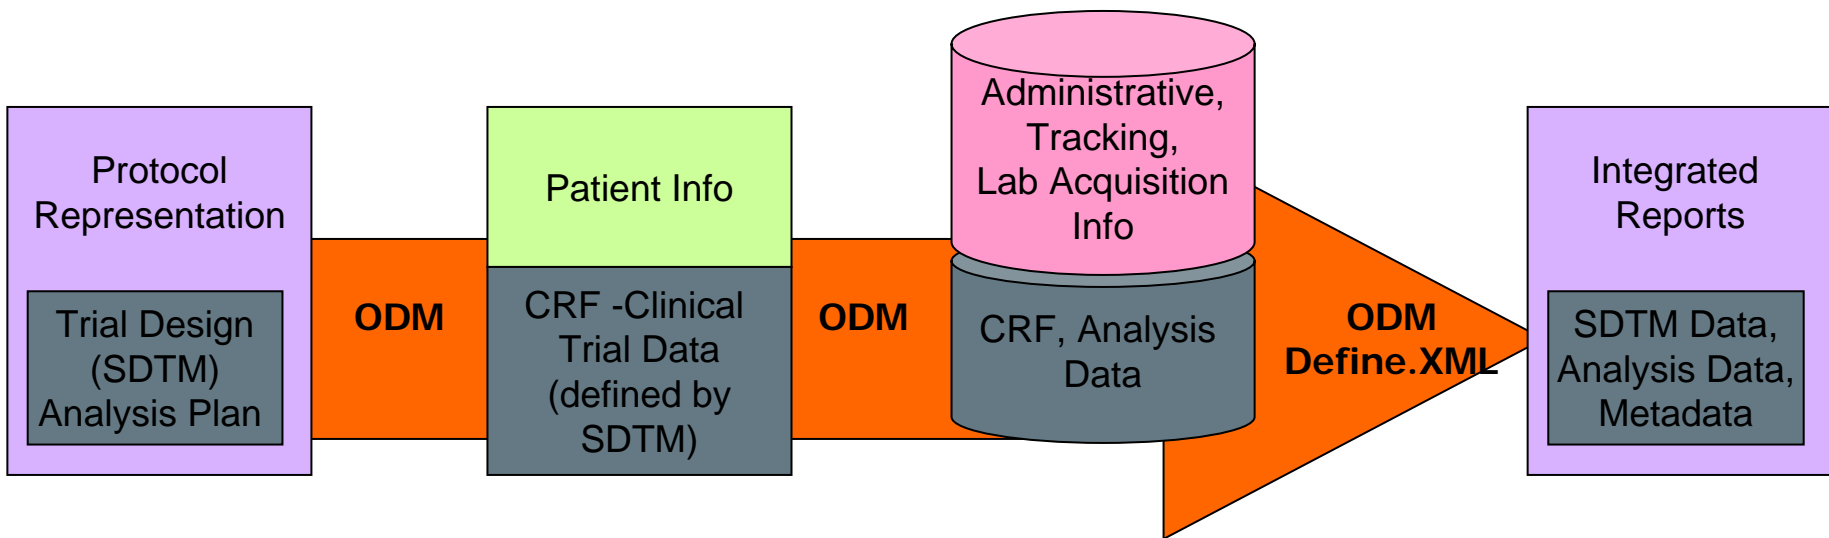 Protocol
Representation
Trial Design
(SDTM)
Analysis Plan
ODM
Patient Info
CRF -Clinical
Trial Data
(defined by
SDTM)
ODM
Administrative,
Tracking,
Lab Acquisition
Info
CRF, Analysis
Data
ODM
Define.XML
Integrated
Reports
SDTM Data,
Analysis Data,
Metadata